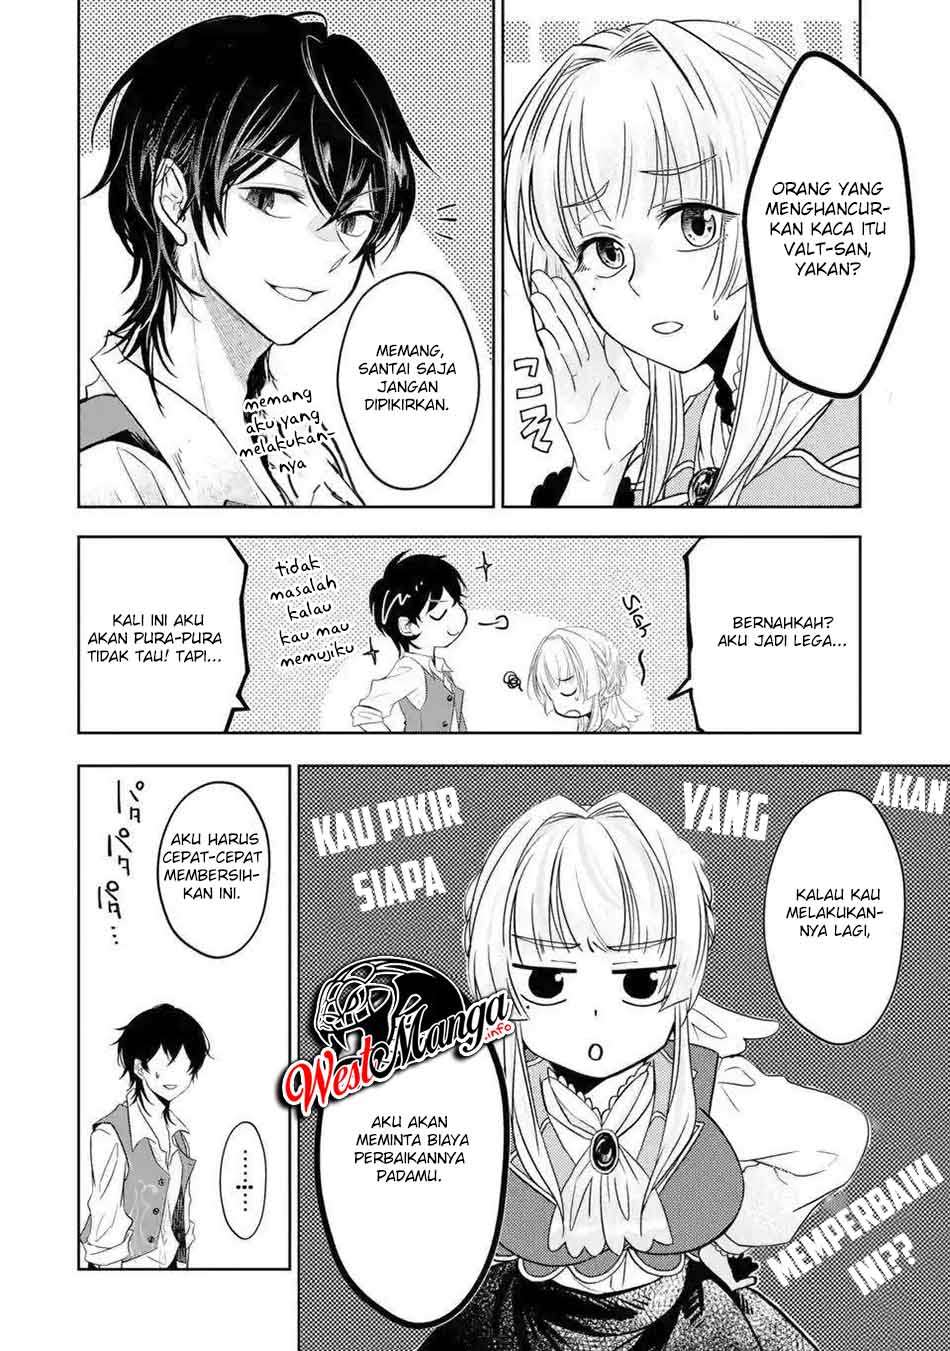 ORANG YANG
MENGHANCUR-
KAN KACA ITU
VALT-SAN,
YAKAN?
MEMANG,
SANTAI SAJA
JANGAN
DIPIKIRKAN.
memang
aku yang
melakukan-
nya
BERNAHKAH?
AKU JADI LEGA...
Siah
tidak
masalah
kalau
kau mau
memujiku
KALI INI AKU
AKAN PURA-PURA
TIDAK TAU! TAPI...
KALAU KAU
MELAKUKAN-
NYA LAGI,
KAU PIKIR
SIAPA
YANG
AKAN
MEMPERBAIKI
INI??
WESTMANGA
.info
AKU AKAN
MEMINTA BIAYA
PERBAIKANNYA
PADAMU.
AKU HARUS
CEPAT-CEPAT
MEMBERSIH-
KAN INI.